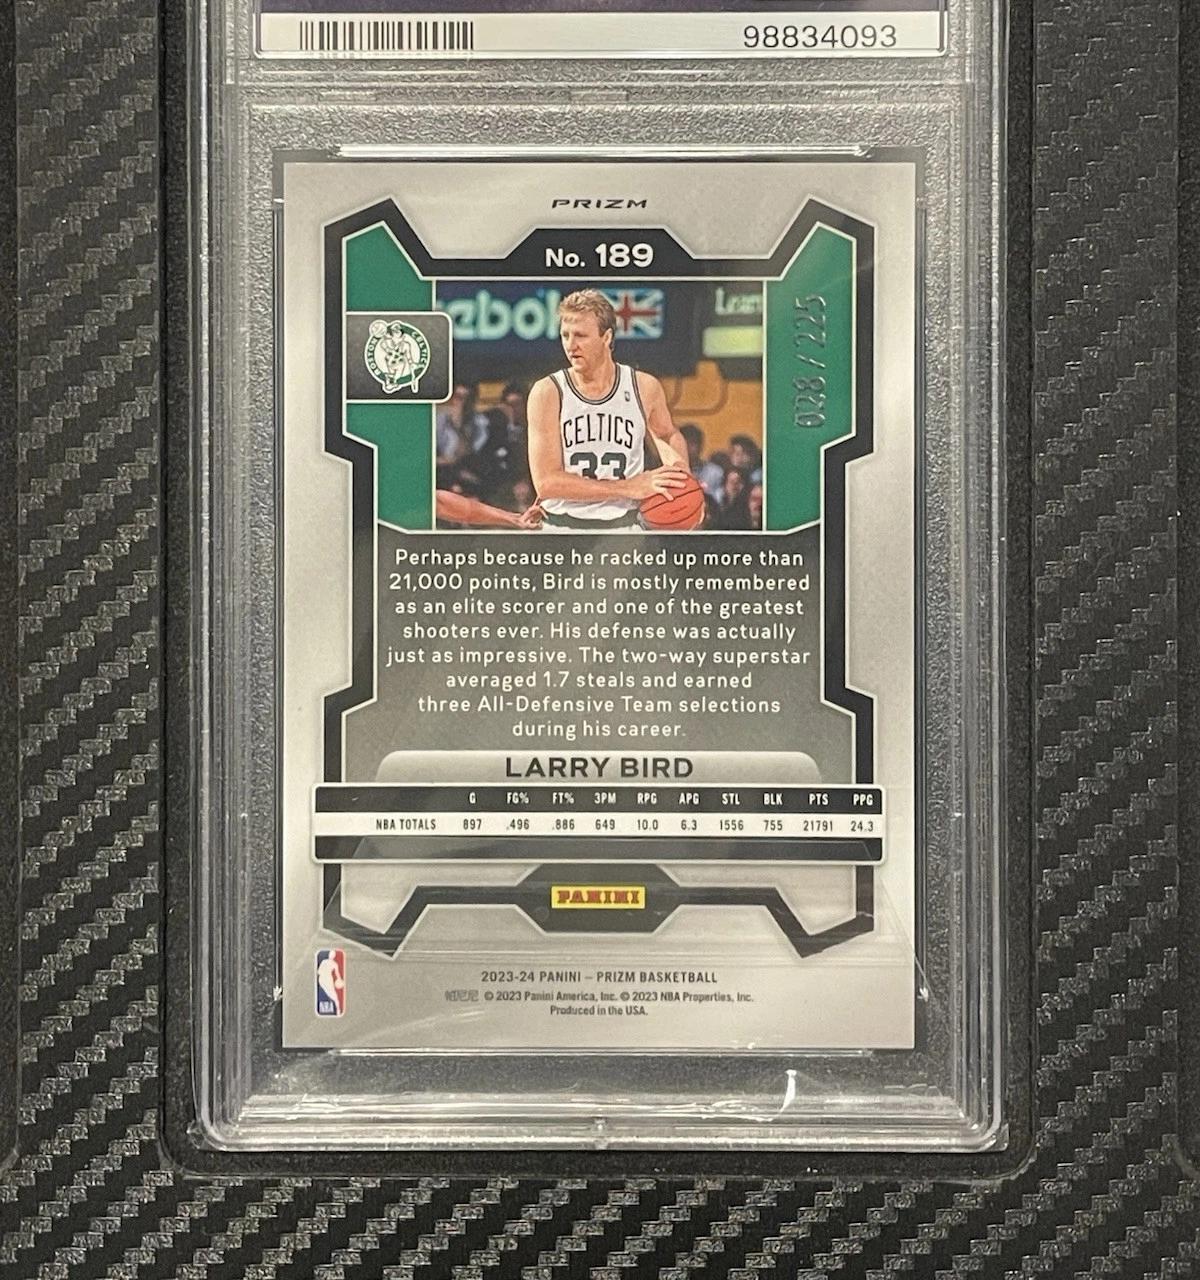 98834093
PRIZM
No. 189
ebok
Lear
028 / 225
BOSTON CELTICS
CELTICS
33
Perhaps because he racked up more than
21,000 points, Bird is mostly remembered
as an elite scorer and one of the greatest
shooters ever. His defense was actually
just as impressive. The two-way superstar
averaged 1.7 steals and earned
three All-Defensive Team selections
during his career.
LARRY BIRD
G FG% FT% 3PM RPG APG STL BLK PTS PPG
NBA TOTALS 897 .496 .886 649 10.0 6.3 1556 755 21791 24.3
PANINI
NBA
2023-24 PANINI – PRIZM BASKETBALL
© 2023 Panini America, Inc. © 2023 NBA Properties, Inc.
Produced in the USA.